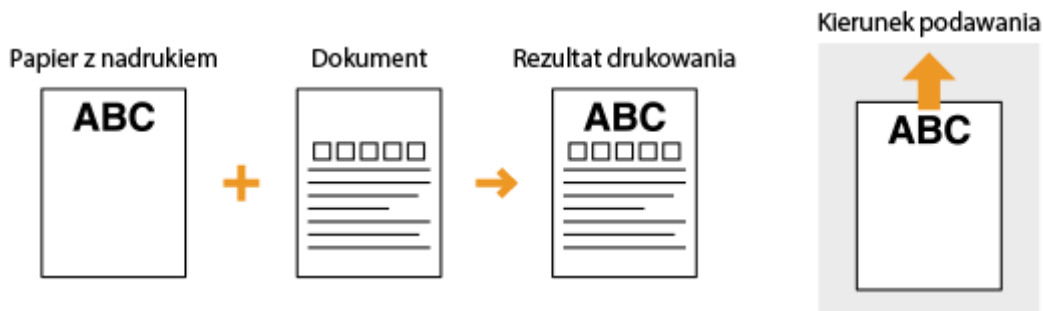 Kierunek podawania
Papier z nadrukiem
Dokument
Rezultat drukowania
ABC
ABC
ABC